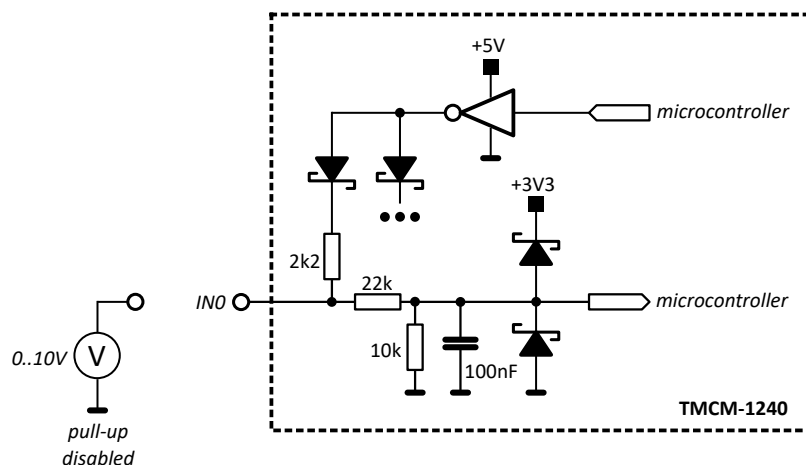 +5V
microcontroller
+3V3
2k2
22k
IN0
microcontroller
0..10V
V
10k
100nF
TMCM-1240
pull-up
disabled